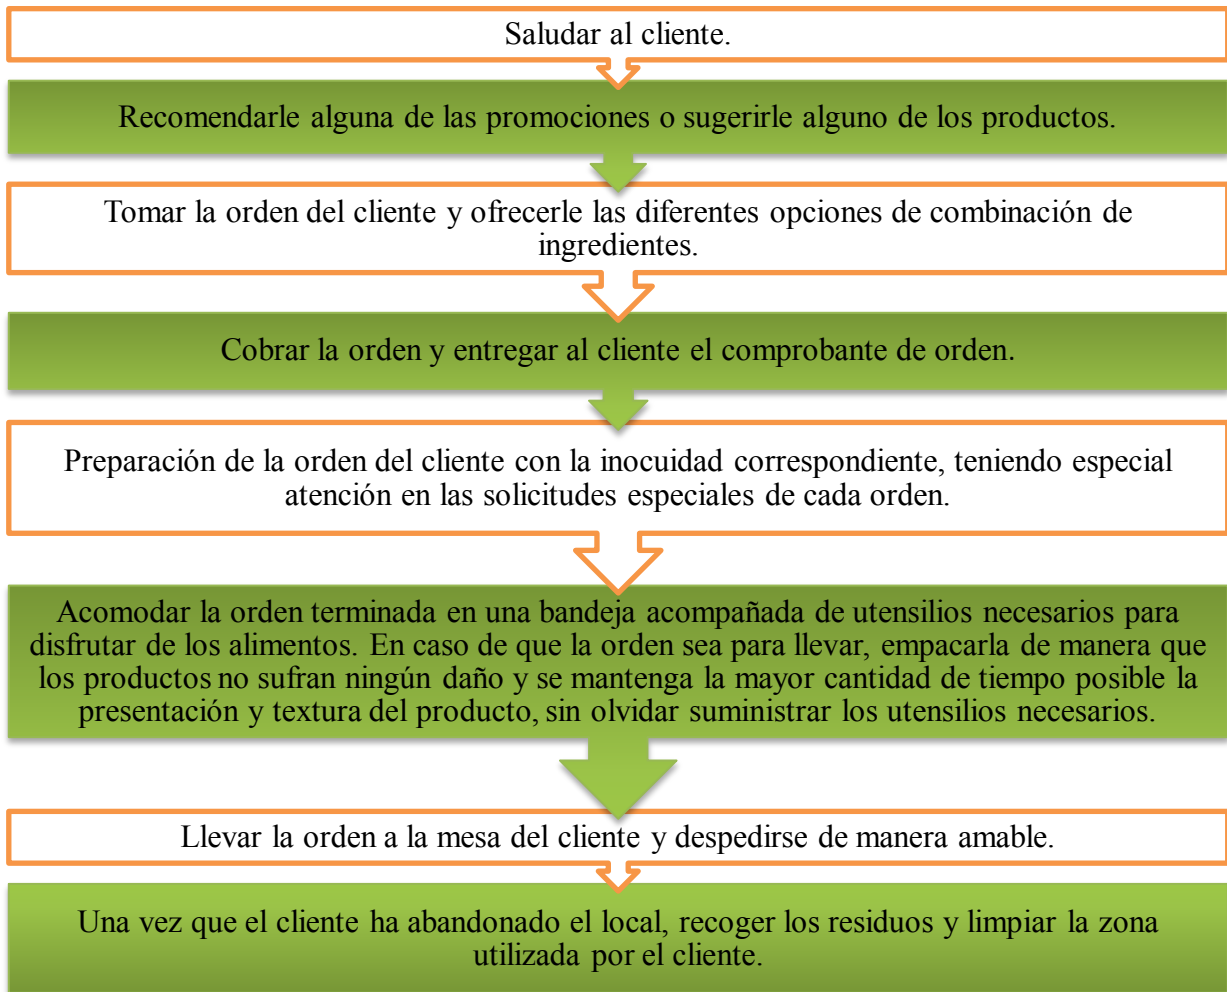 Saludar al cliente.
Recomendarle alguna de las promociones o sugerirle alguno de los productos.
Tomar la orden del cliente y ofrecerle las diferentes opciones de combinación de
ingredientes.
Cobrar la orden y entregar al cliente el comprobante de orden.
Preparación de la orden del cliente con la inocuidad correspondiente, teniendo especial
atención en las solicitudes especiales de cada orden.
Acomodar la orden terminada en una bandeja acompañada de utensilios necesarios para
disfrutar de los alimentos. En caso de que la orden sea para llevar, empacarla de manera que
los productos no sufran ningún daño y se mantenga la mayor cantidad de tiempo posible la
presentación y textura del producto, sin olvidar suministrar los utensilios necesarios.
Llevar la orden a la mesa del cliente y despedirse de manera amable.
Una vez que el cliente ha abandonado el local, recoger los residuos y limpiar la zona
utilizada por el cliente.